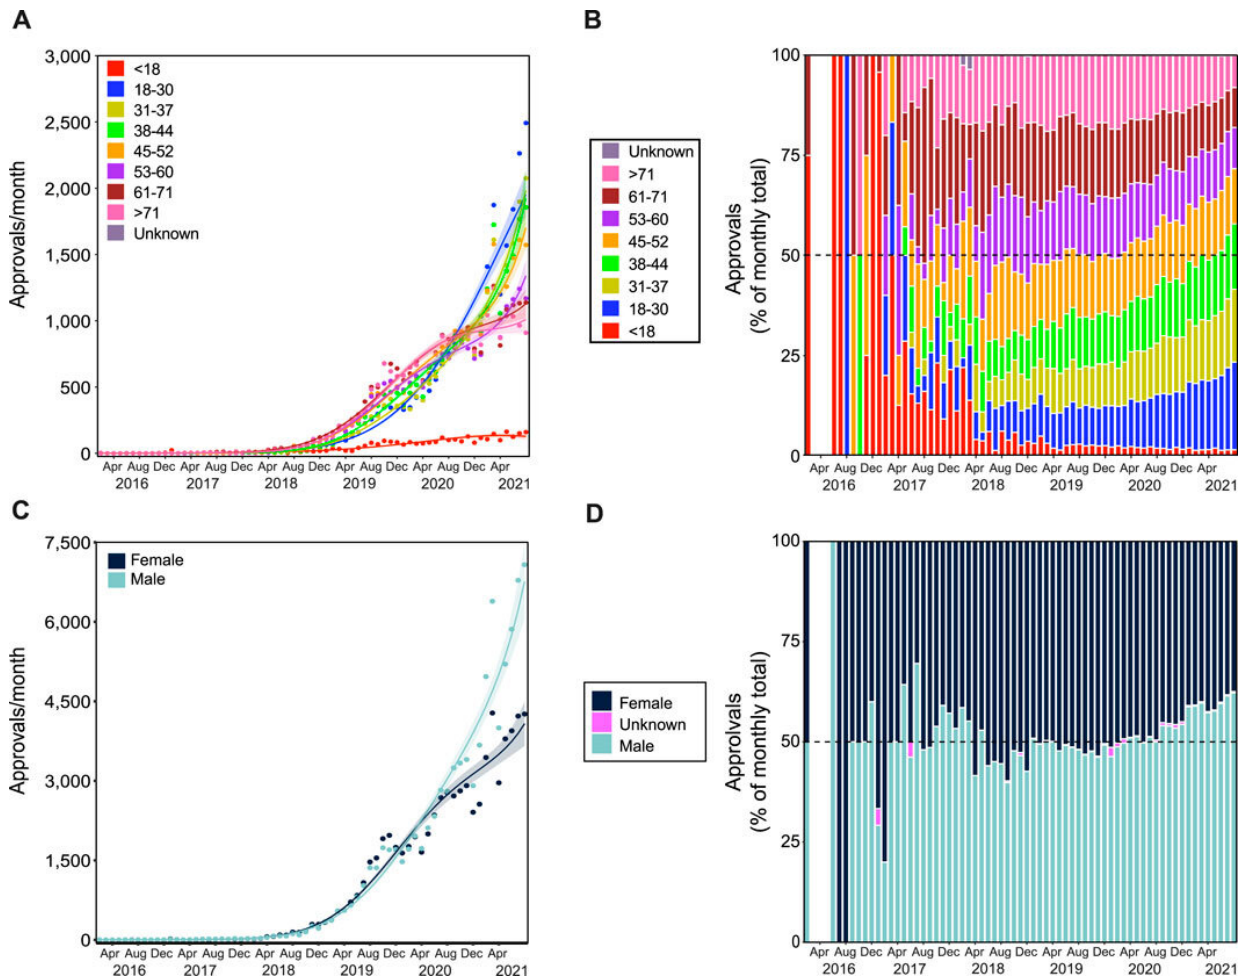 A
3,000
2,500
2,000
1,500
1,000
500
0
Approvals/month
<18
18-30
31-37
38-44
45-52
53-60
61-71
>71
Unknown
Apr Aug Dec Apr Aug Dec Apr Aug Dec Apr Aug Dec Apr Aug Dec Apr
2016 2017 2018 2019 2020 2021
B
100
75
50
25
0
Approvals
(% of monthly total)
Unknown
>71
61-71
53-60
45-52
38-44
31-37
18-30
<18
Apr Aug Dec Apr Aug Dec Apr Aug Dec Apr Aug Dec Apr Aug Dec Apr
2016 2017 2018 2019 2020 2021
C
7,500
6,000
4,500
3,000
1,500
0
Approvals/month
Female
Male
Apr Aug Dec Apr Aug Dec Apr Aug Dec Apr Aug Dec Apr Aug Dec Apr
2016 2017 2018 2019 2020 2021
D
100
75
50
25
0
Approlvals
(% of monthly total)
Female
Unknown
Male
Apr Aug Dec Apr Aug Dec Apr Aug Dec Apr Aug Dec Apr Aug Dec Apr
2016 2017 2018 2019 2020 2021